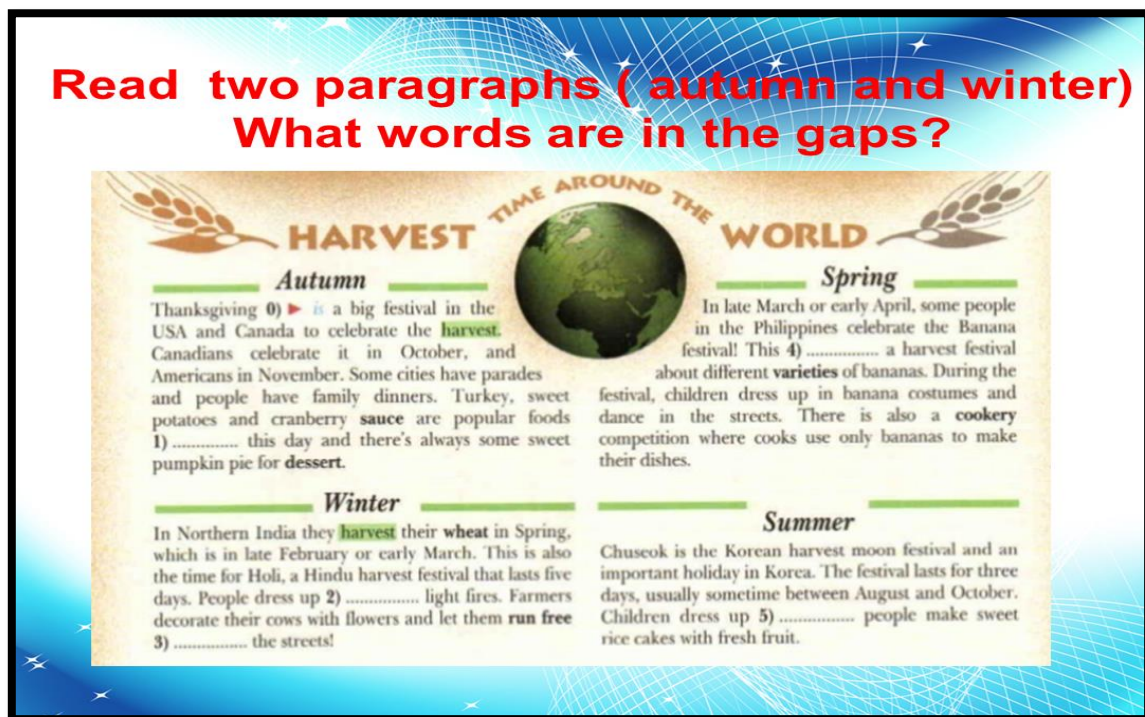 Read two paragraphs ( autumn and winter)
What words are in the gaps?
HARVEST TIME AROUND THE WORLD
Autumn
Thanksgiving 0) ▶ is a big festival in the
USA and Canada to celebrate the harvest.
Canadians celebrate it in October, and
Americans in November. Some cities have parades
and people have family dinners. Turkey, sweet
potatoes and cranberry sauce are popular foods
1) .............. this day and there's always some sweet
pumpkin pie for dessert.
Winter
In Northern India they harvest their wheat in Spring,
which is in late February or early March. This is also
the time for Holi, a Hindu harvest festival that lasts five
days. People dress up 2) ................ light fires. Farmers
decorate their cows with flowers and let them run free
3) ................ the streets!
Spring
In late March or early April, some people
in the Philippines celebrate the Banana
festival! This 4) ................ a harvest festival
about different varieties of bananas. During the
festival, children dress up in banana costumes and
dance in the streets. There is also a cookery
competition where cooks use only bananas to make
their dishes.
Summer
Chuseok is the Korean harvest moon festival and an
important holiday in Korea. The festival lasts for three
days, usually sometime between August and October.
Children dress up 5) ................ people make sweet
rice cakes with fresh fruit.